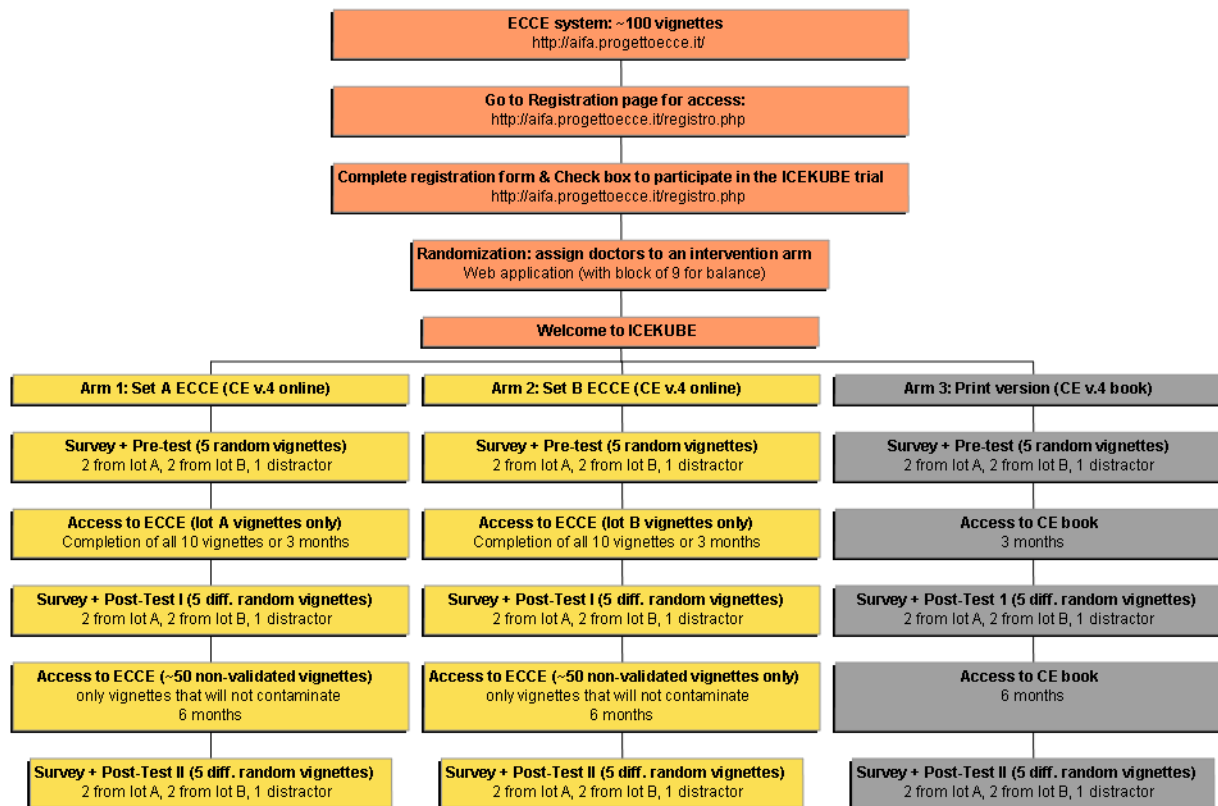 ECCE system: ~100 vignettes
http://aifa.progettoecce.it/
Go to Registration page for access:
http://aifa.progettoecce.it/registro.php
Complete registration form & Check box to participate in the ICEKUBE trial
http://aifa.progettoecce.it/registro.php
Randomization: assign doctors to an intervention arm
Web application (with block of 9 for balance)
Welcome to ICEKUBE
Arm 1: Set A ECCE (CE v.4 online)
Arm 2: Set B ECCE (CE v.4 online)
Arm 3: Print version (CE v.4 book)
Survey + Pre-test (5 random vignettes)
2 from lot A, 2 from lot B, 1 distractor
Survey + Pre-test (5 random vignettes)
2 from lot A, 2 from lot B, 1 distractor
Survey + Pre-test (5 random vignettes)
2 from lot A, 2 from lot B, 1 distractor
Access to ECCE (lot A vignettes only)
Completion of all 10 vignettes or 3 months
Access to ECCE (lot B vignettes only)
Completion of all 10 vignettes or 3 months
Access to CE book
3 months
Survey + Post-Test I (5 diff. random vignettes)
2 from lot A, 2 from lot B, 1 distractor
Survey + Post-Test I (5 diff. random vignettes)
2 from lot A, 2 from lot B, 1 distractor
Survey + Post-Test 1 (5 diff. random vignettes)
2 from lot A, 2 from lot B, 1 distractor
Access to ECCE (~50 non-validated vignettes)
only vignettes that will not contaminate
6 months
Access to ECCE (~50 non-validated vignettes only)
only vignettes that will not contaminate
6 months
Access to CE book
6 months
Survey + Post-Test II (5 diff. random vignettes)
2 from lot A, 2 from lot B, 1 distractor
Survey + Post-Test II (5 diff. random vignettes)
2 from lot A, 2 from lot B, 1 distractor
Survey + Post-Test II (5 diff. random vignettes)
2 from lot A, 2 from lot B, 1 distractor